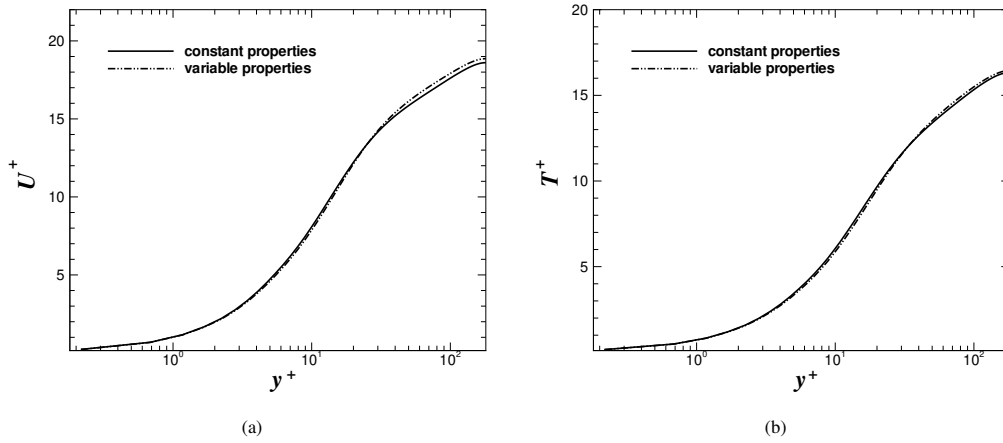 20
15
10
5
U+
constant properties
variable properties
10^0
10^1
10^2
y+
(a)
20
15
10
5
T+
constant properties
variable properties
10^0
10^1
10^2
y+
(b)